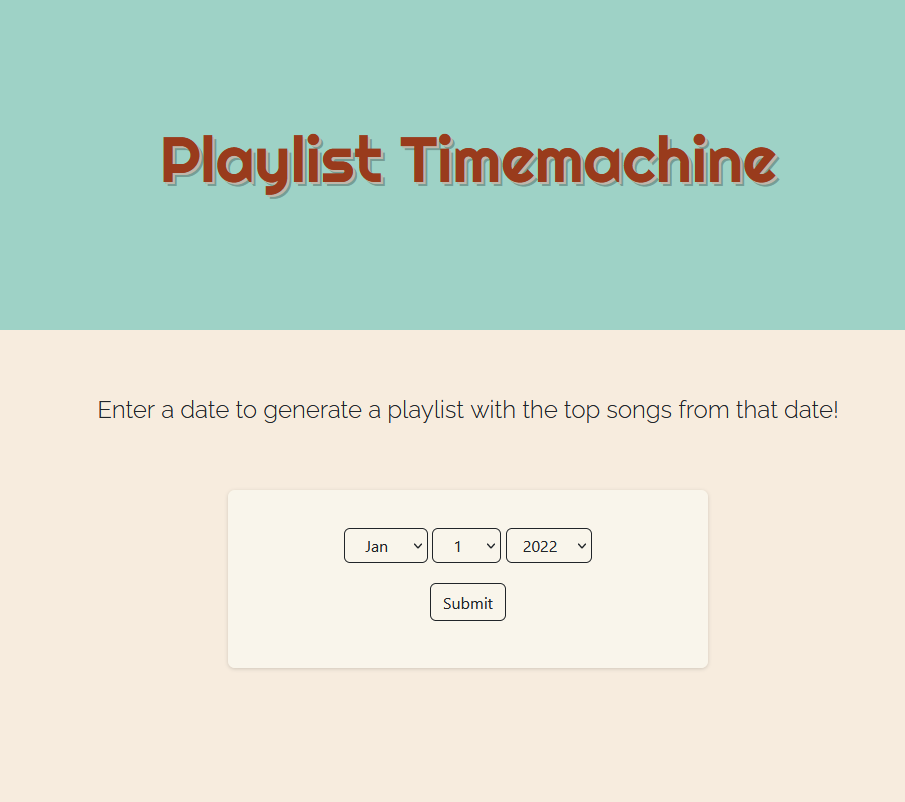 Playlist Timemachine
Enter a date to generate a playlist with the top songs from that date!
Jan 1 2022
Submit